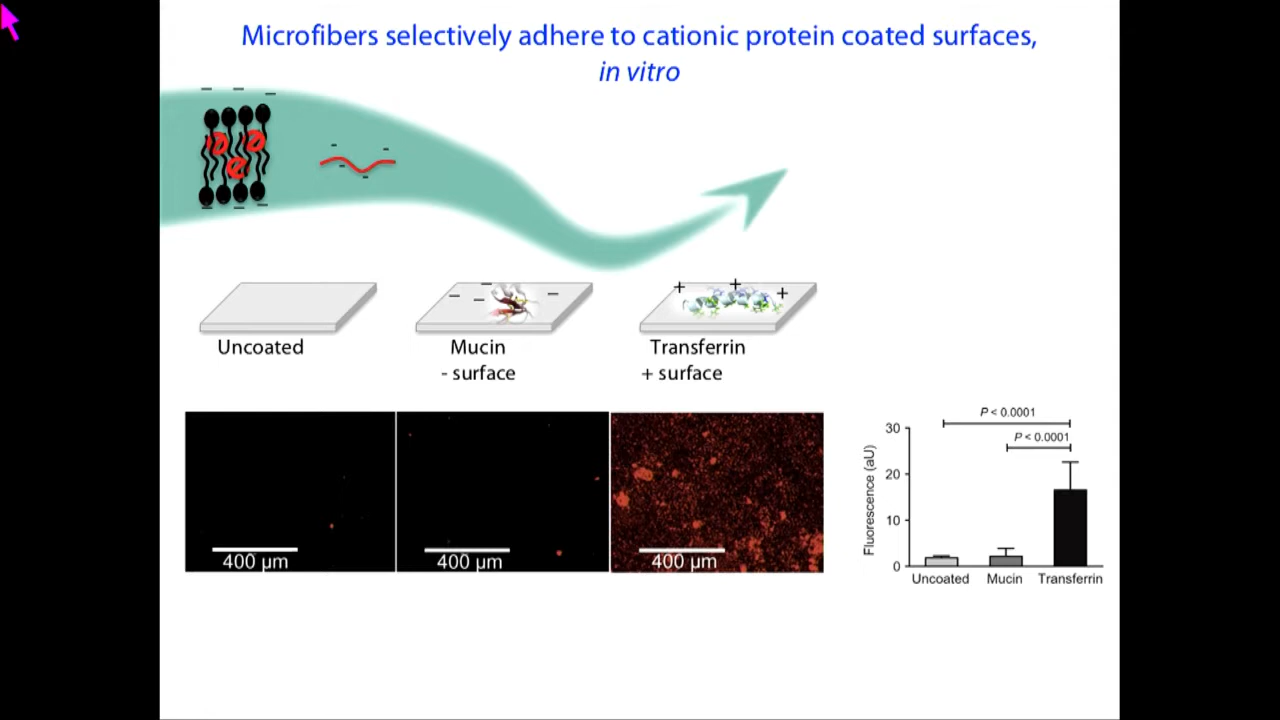 Microfibers selectively adhere to cationic protein coated surfaces,
in vitro
Uncoated
Mucin
- surface
Transferrin
+ surface
400 µm
400 µm
400 µm
P < 0.0001
P < 0.0001
Fluorescence (aU)
30
20
10
0
Uncoated
Mucin
Transferrin